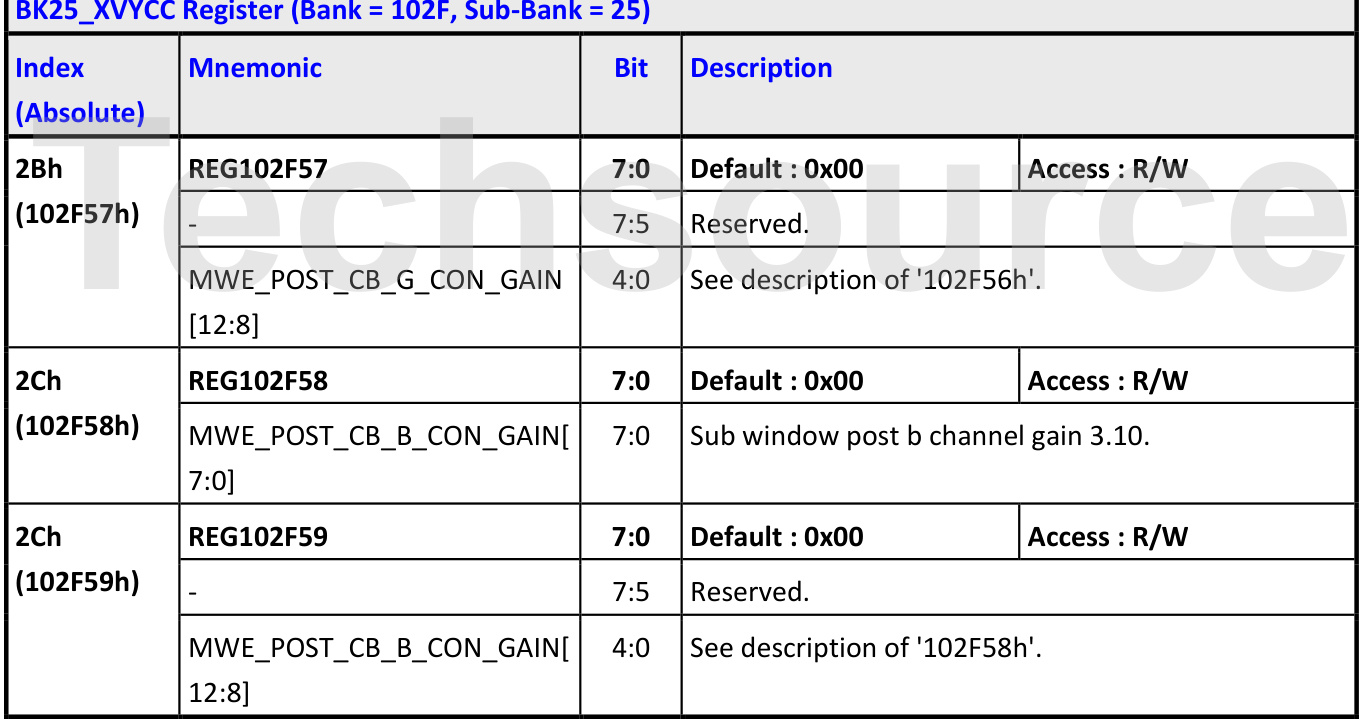 BK25_XVYCC Register (Bank = 102F, Sub-Bank = 25)
Index Mnemonic Bit Description
(Absolute)
2Bh REG102F57 7:0 Default : 0x00 Access : R/W
(102F57h) - 7:5 Reserved.
MWE_POST_CB_G_CON_GAIN 4:0 See description of '102F56h'.
[12:8]
2Ch REG102F58 7:0 Default : 0x00 Access : R/W
(102F58h) MWE_POST_CB_B_CON_GAIN[ 7:0 Sub window post b channel gain 3.10.
7:0]
2Ch REG102F59 7:0 Default : 0x00 Access : R/W
(102F59h) - 7:5 Reserved.
MWE_POST_CB_B_CON_GAIN[ 4:0 See description of '102F58h'.
12:8]
Techsource